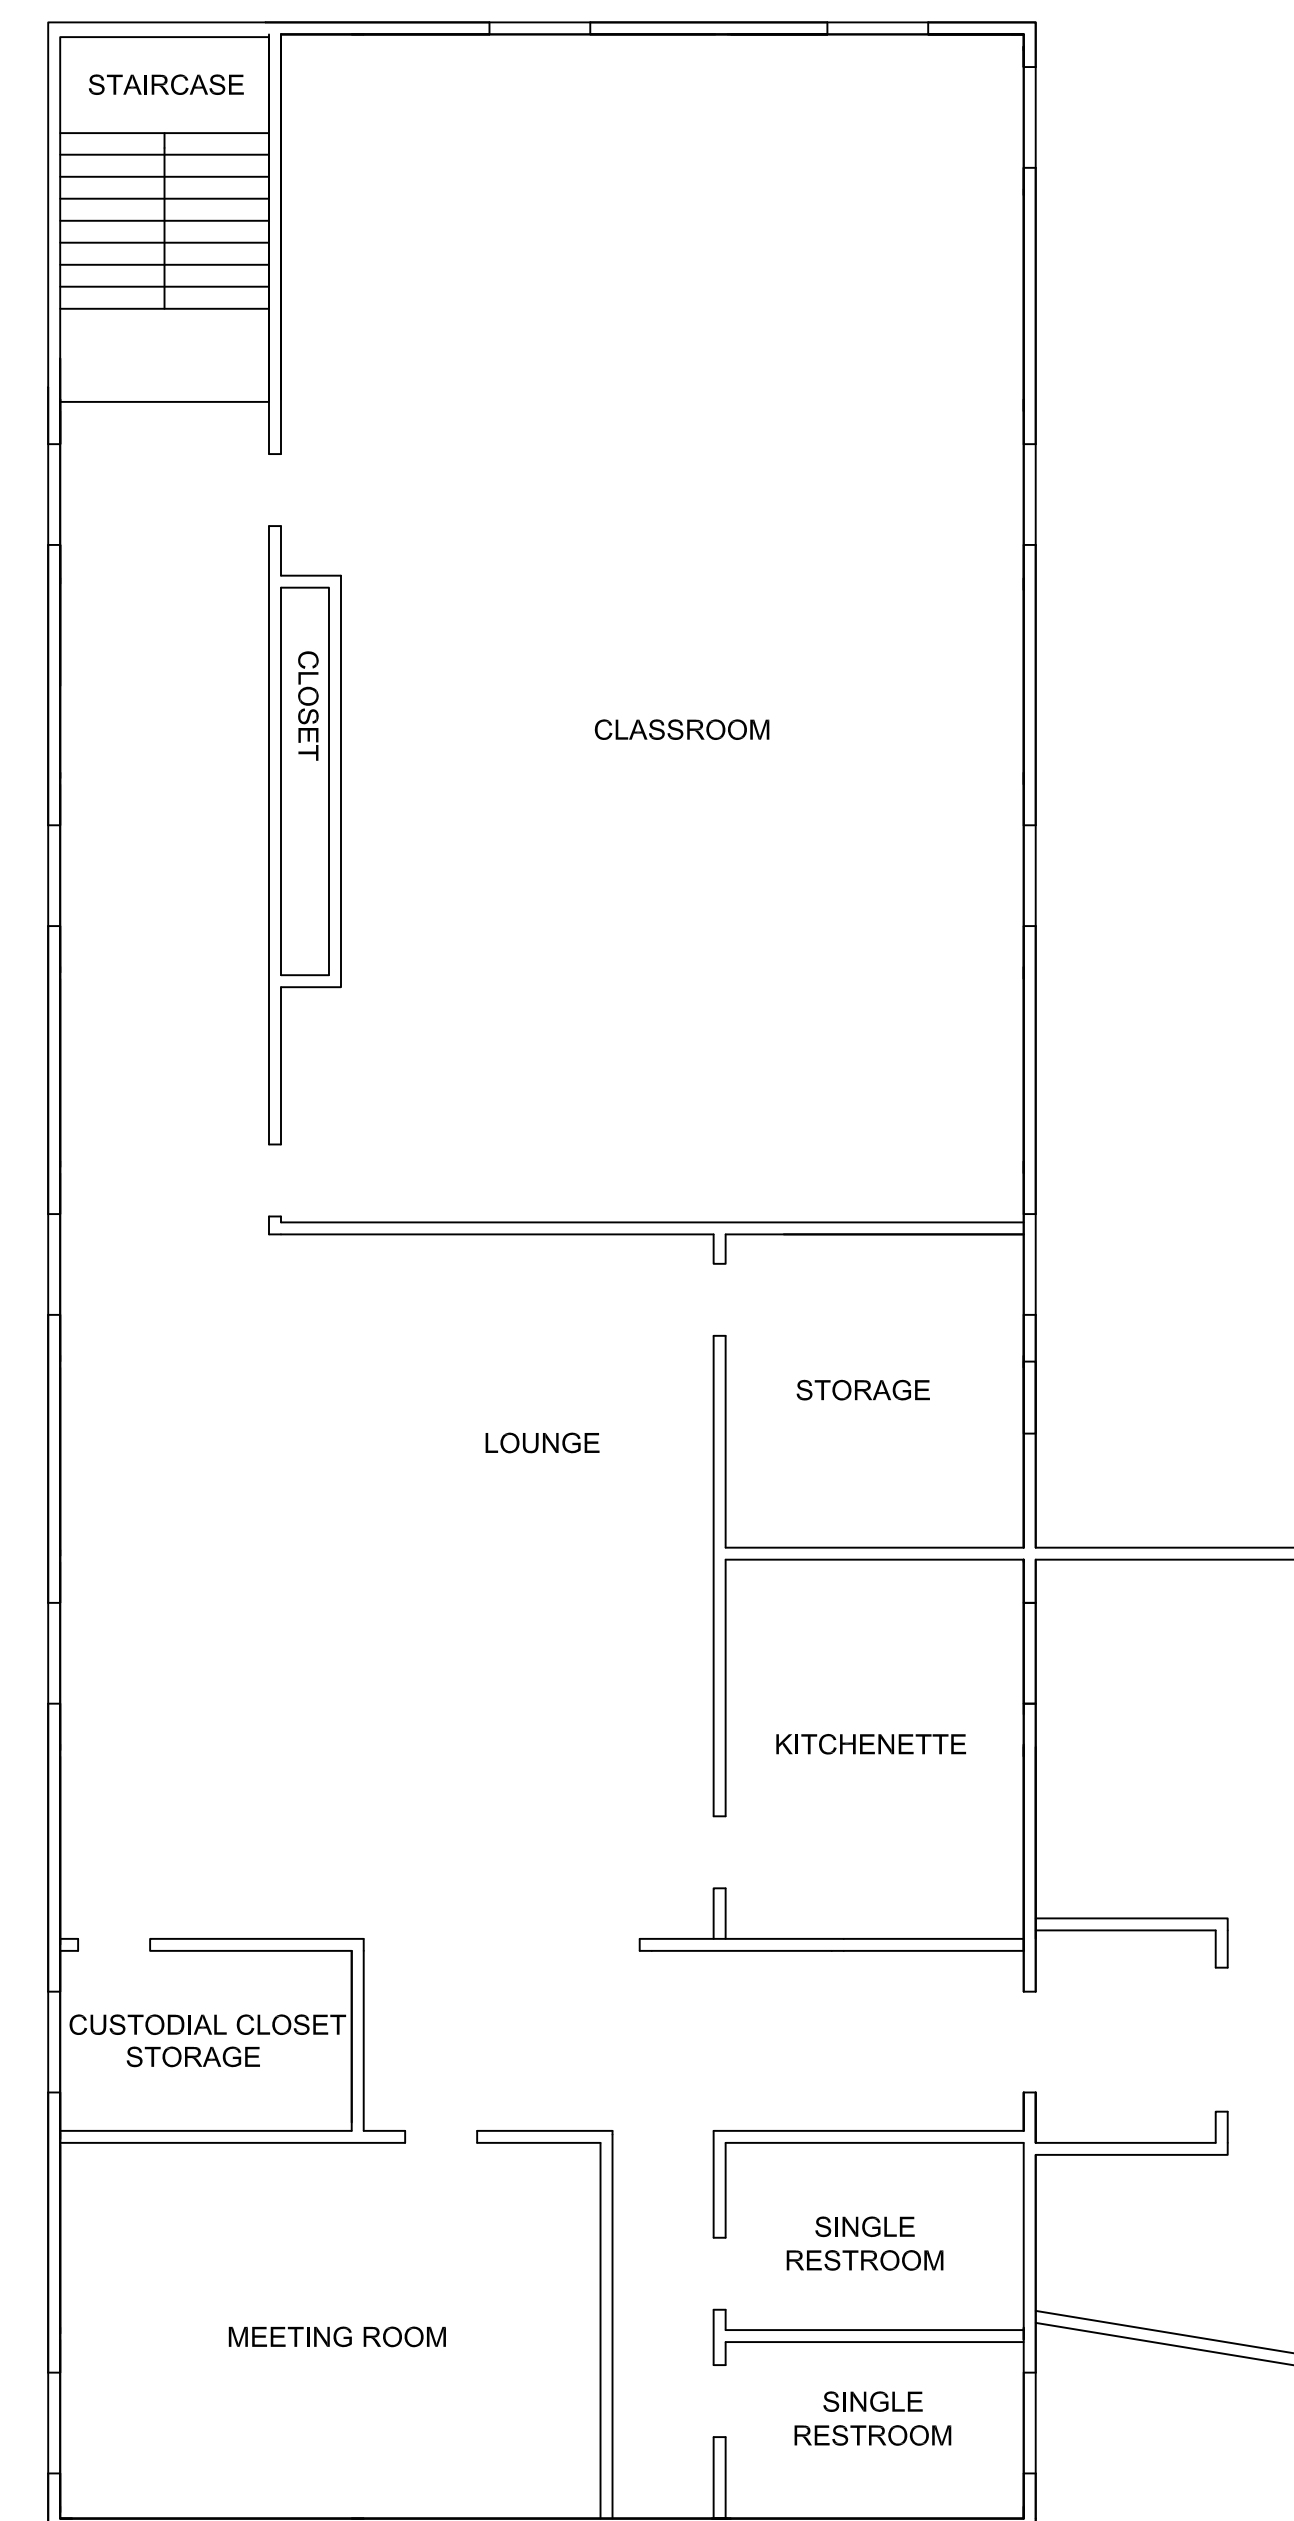 STAIRCASE
CLOSET
CLASSROOM
STORAGE
LOUNGE
KITCHENETTE
CUSTODIAL CLOSET
STORAGE
SINGLE
RESTROOM
MEETING ROOM
SINGLE
RESTROOM